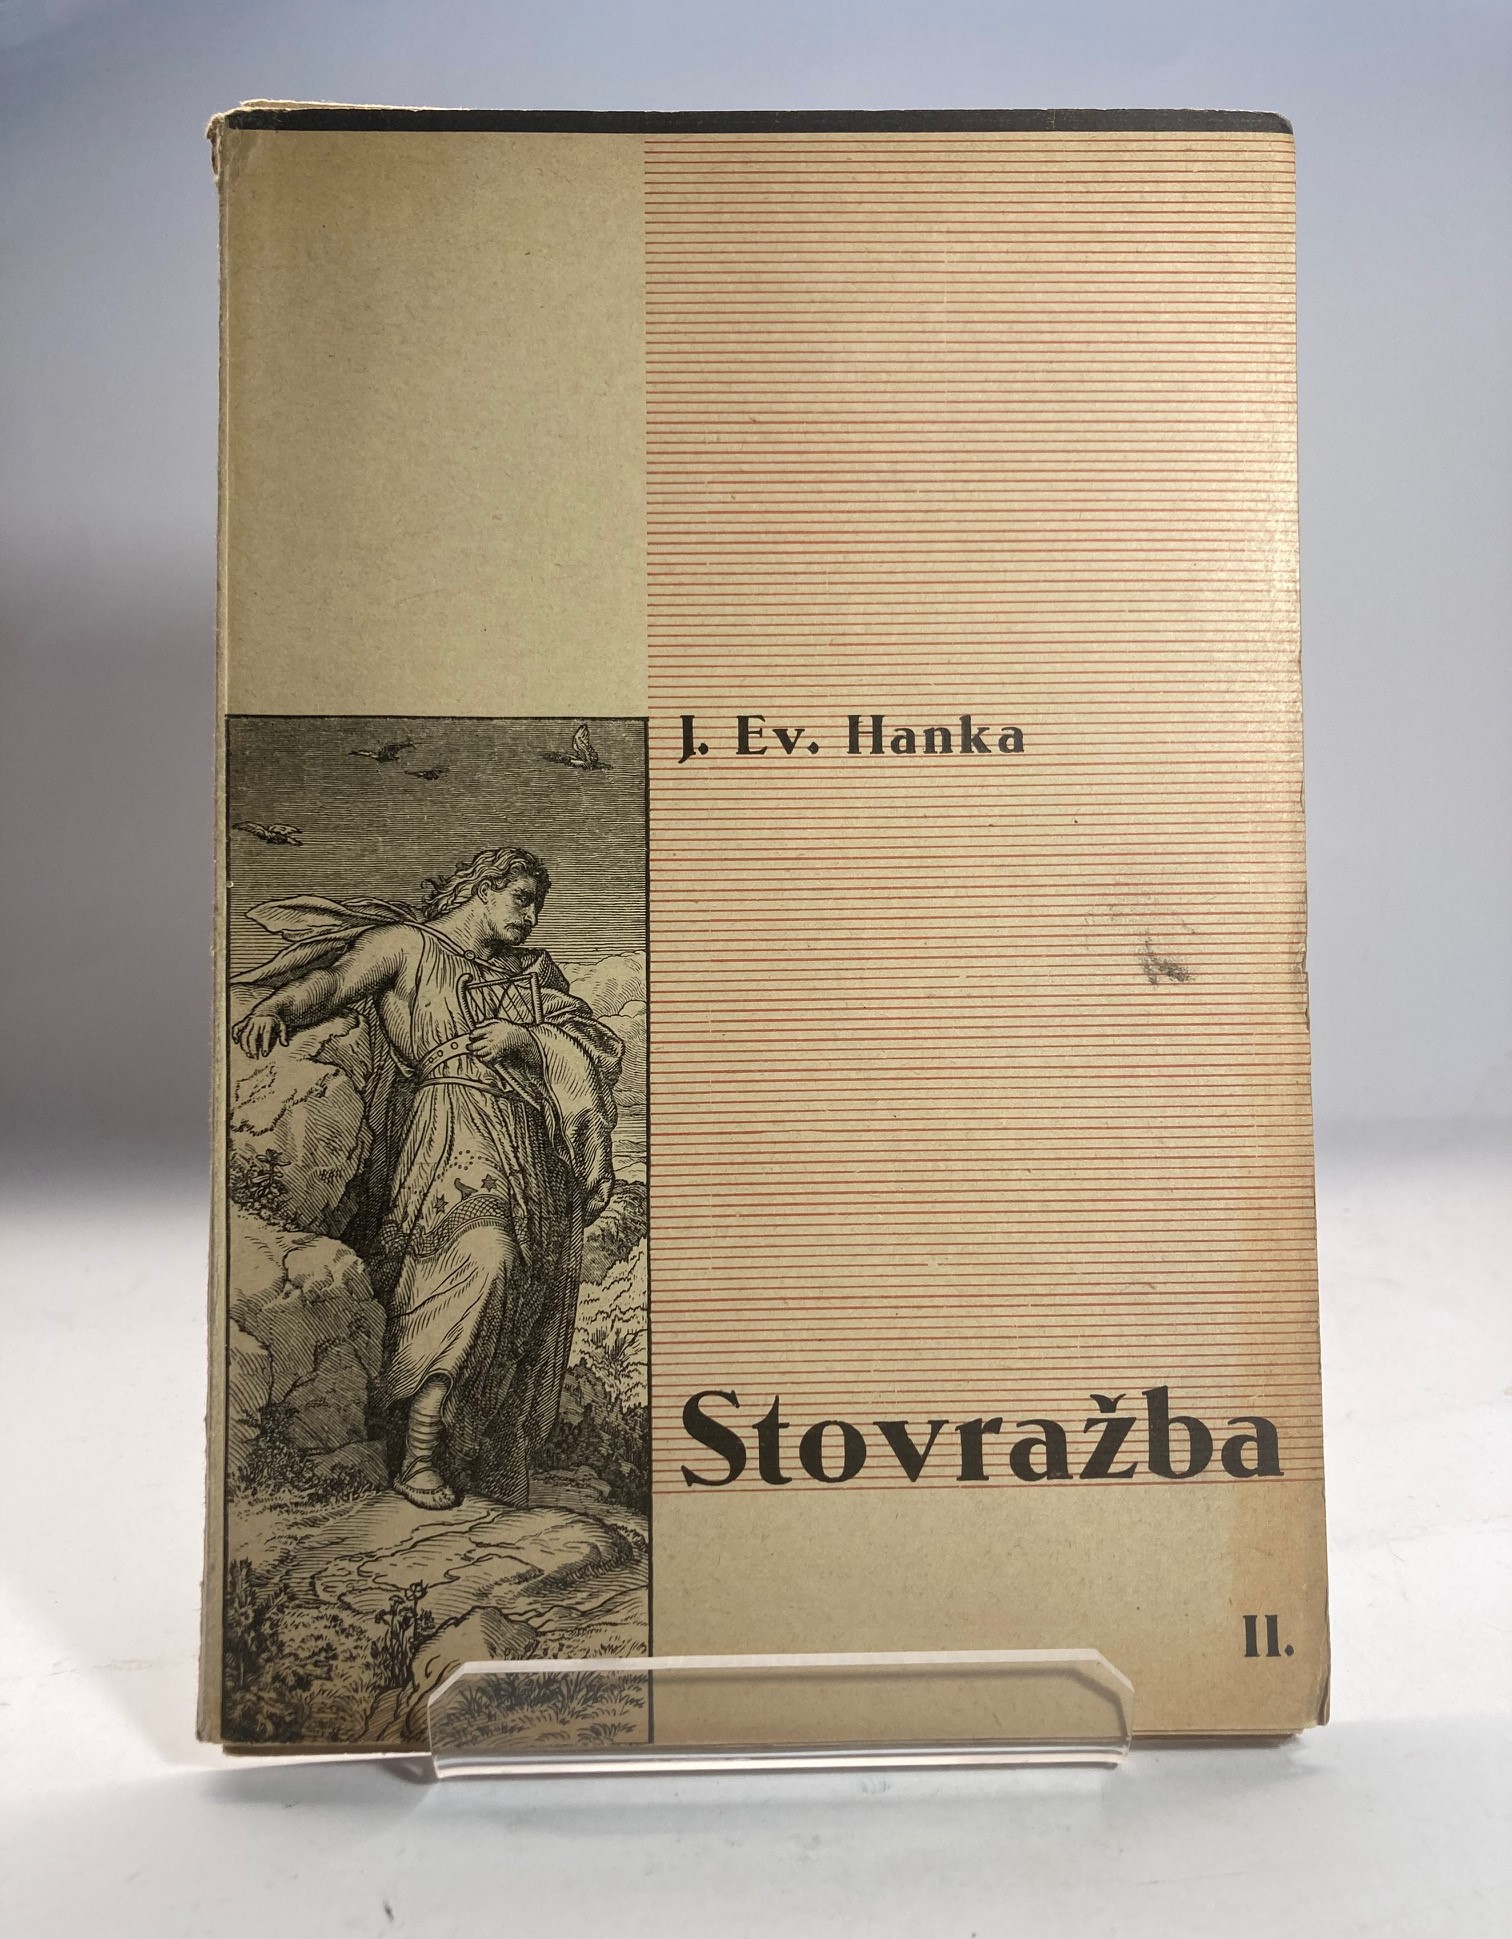 J. Ev. Hanka
Stovražba
II.